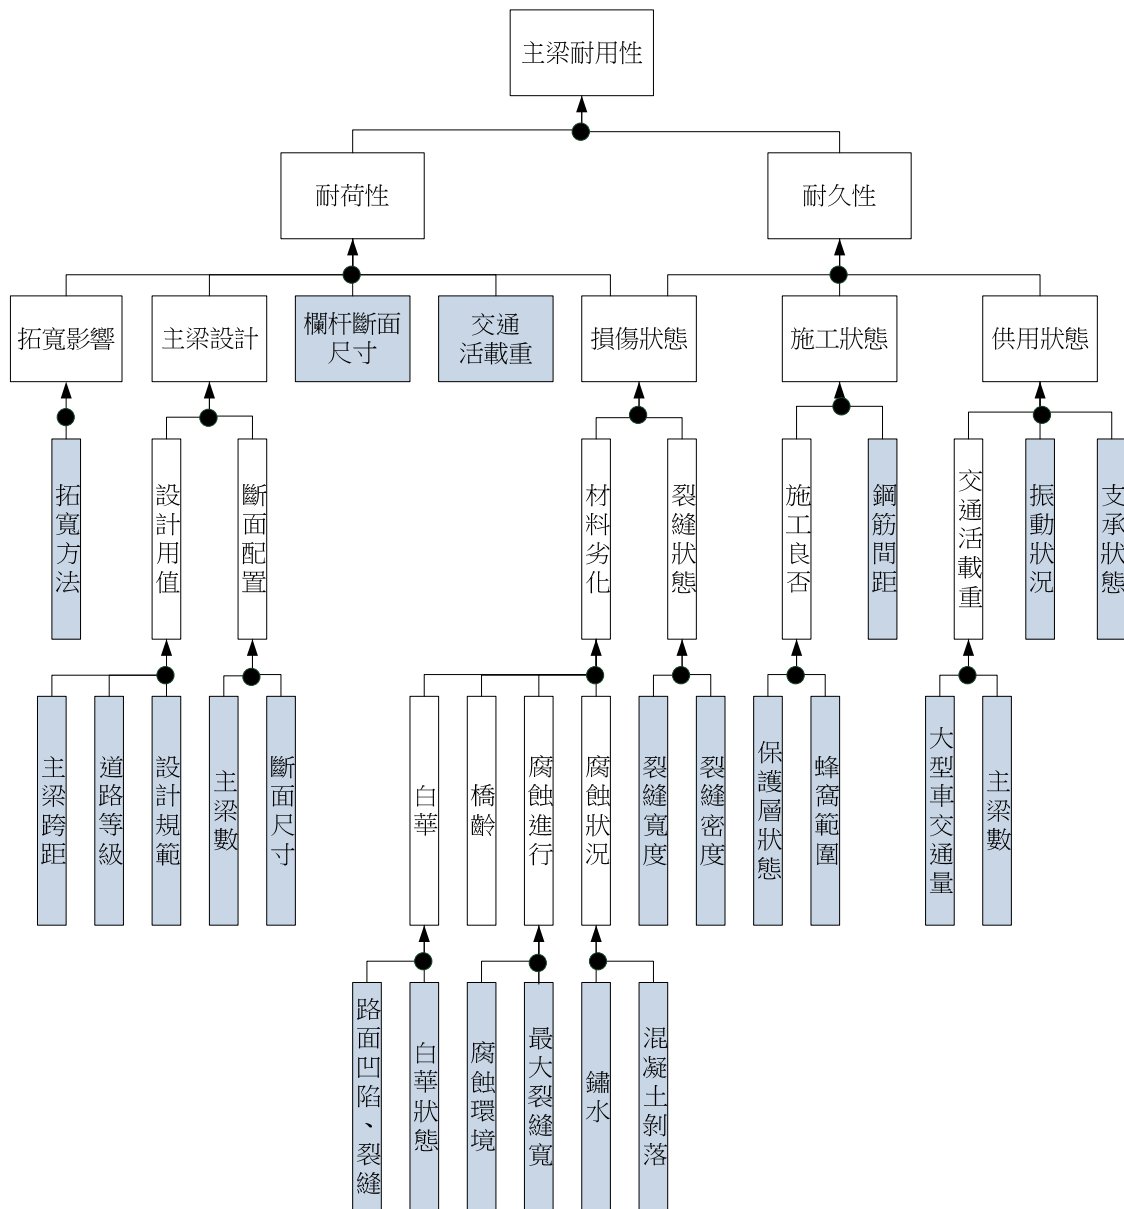 主梁耐用性
耐荷性
耐久性
拓寬影響
主梁設計
欄杆斷面
尺寸
交通
活載重
損傷狀態
施工狀態
供用狀態
拓寬方法
設計用值
斷面配置
材料劣化
裂縫狀態
施工良否
鋼筋間距
交通活載重
振動狀況
支承狀態
主梁跨距
道路等級
設計規範
主梁數
斷面尺寸
白華
橋齡
腐蝕進行
腐蝕狀況
裂縫寬度
裂縫密度
保護層狀態
蜂窩範圍
大型車交通量
主梁數
路面凹陷、裂縫
白華狀態
腐蝕環境
最大裂縫寬
鏽水
混凝土剝落